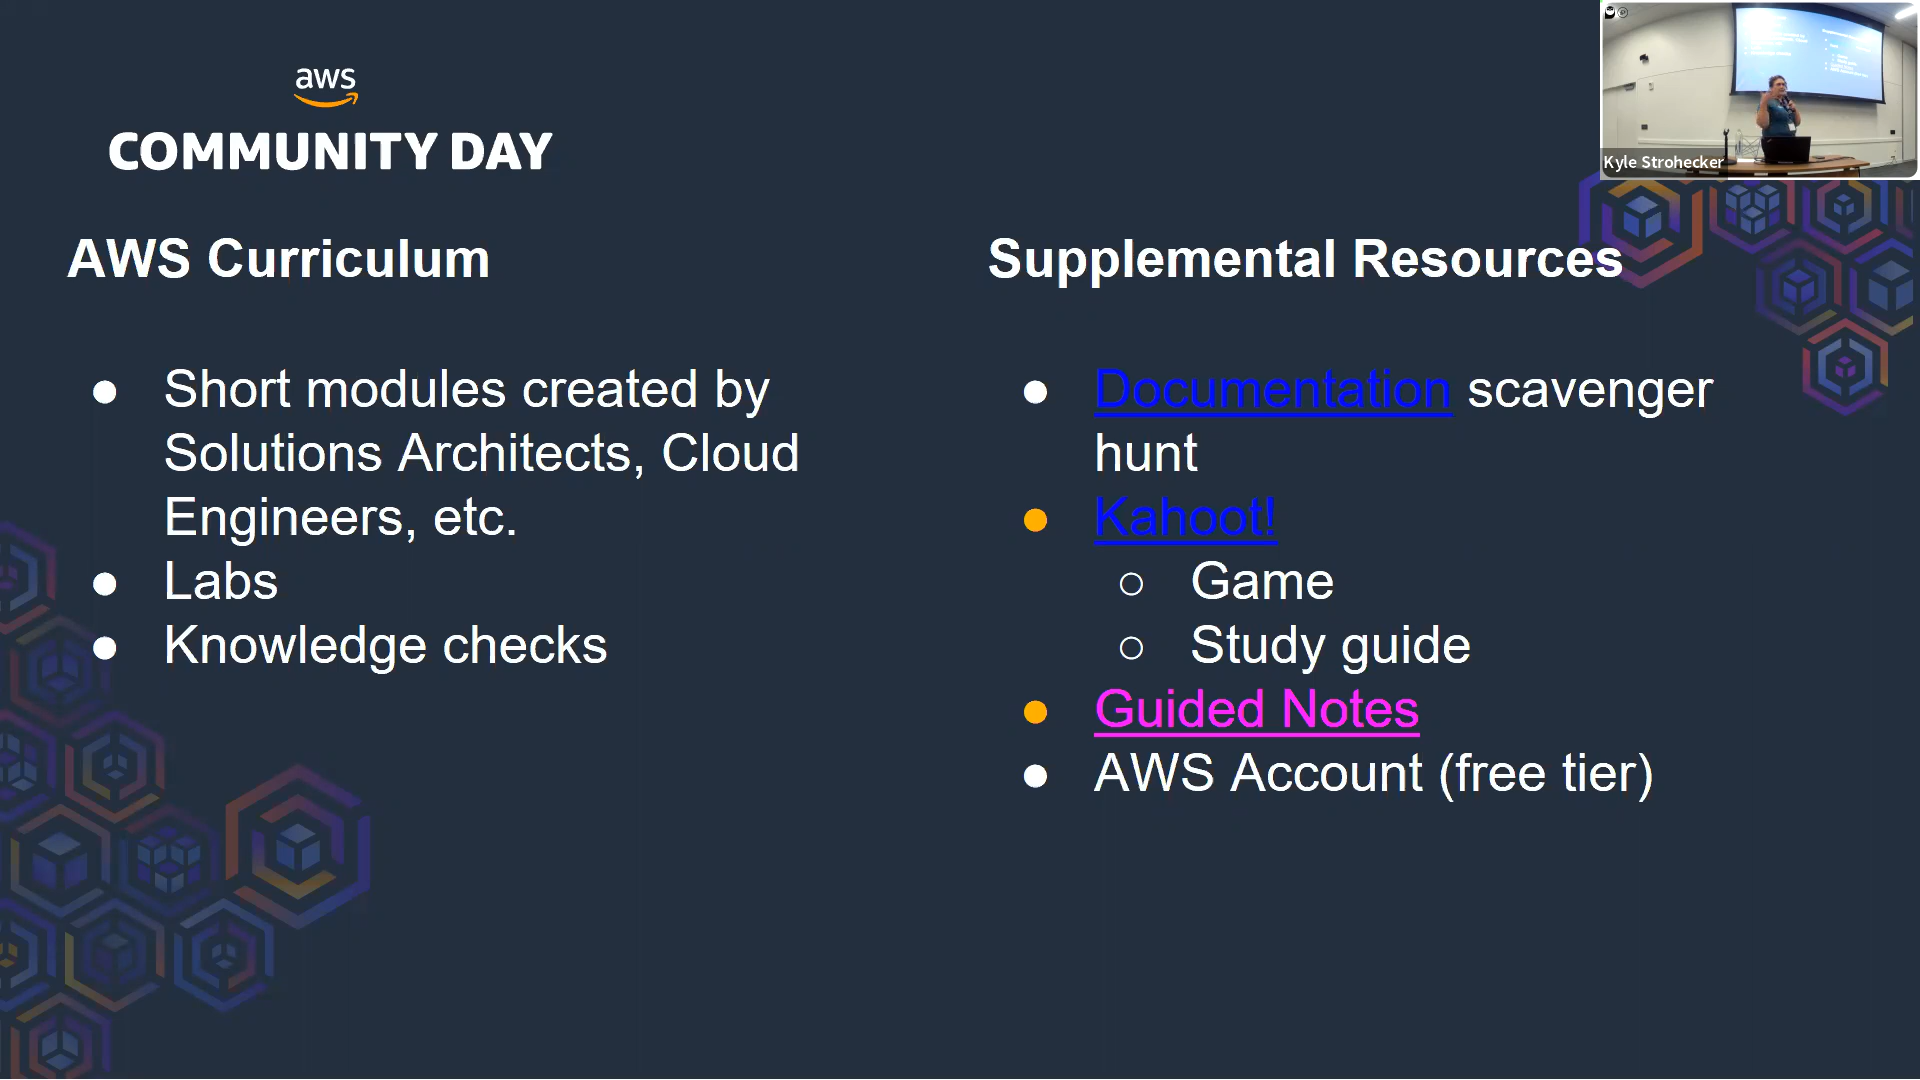 aws
COMMUNITY DAY
Kyle Strohecker
AWS Curriculum
● Short modules created by
Solutions Architects, Cloud
Engineers, etc.
● Labs
● Knowledge checks
Supplemental Resources
● Documentation scavenger
hunt
● Kahoot!
○ Game
○ Study guide
● Guided Notes
● AWS Account (free tier)